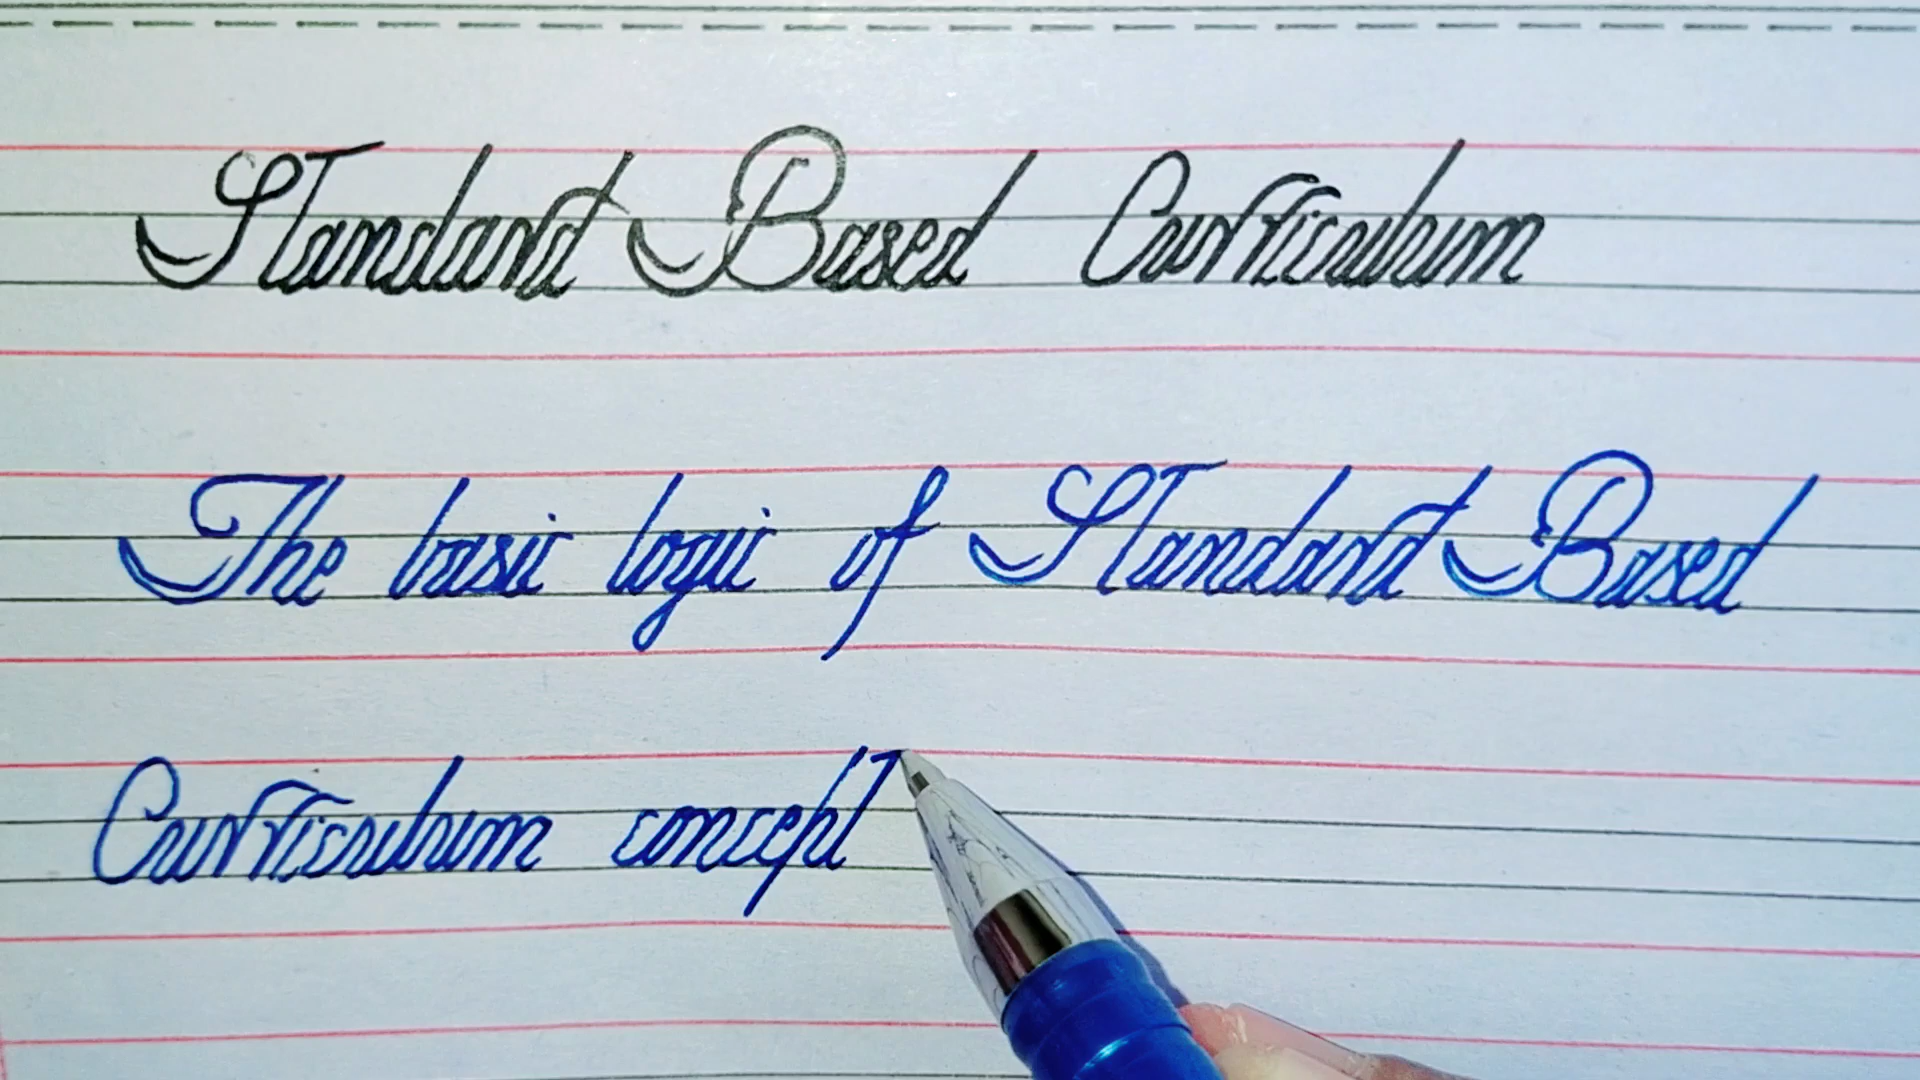 Standard Based Curriculum
The basic logic of Standard Based
Curriculum concept